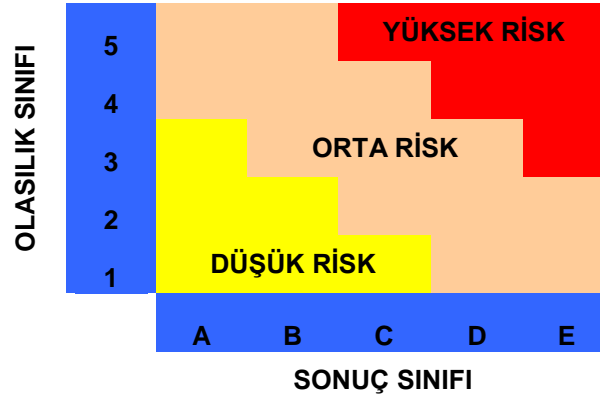 OLASILIK SINIFI
5
YÜKSEK RİSK
4
3
ORTA RİSK
2
1
DÜŞÜK RİSK
A B C D E
SONUÇ SINIFI